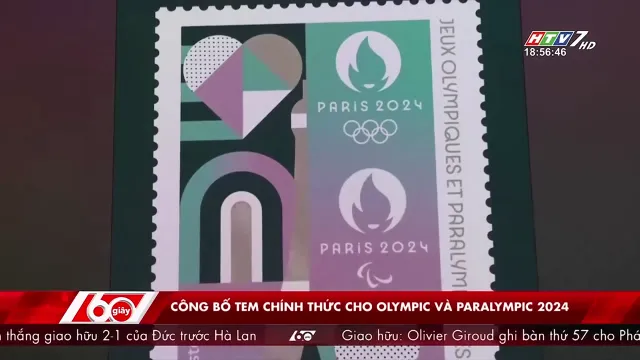 HTV7 HD
18:56:46
JEUX OLYMPIQUES ET PARALYM
PARIS 2024
PARIS 2024
60 giây
CÔNG BỐ TEM CHÍNH THỨC CHO OLYMPIC VÀ PARALYMPIC 2024
thắng giao hữu 2-1 của Đức trước Hà Lan
60
Giao hữu: Olivier Giroud ghi bàn thứ 57 cho